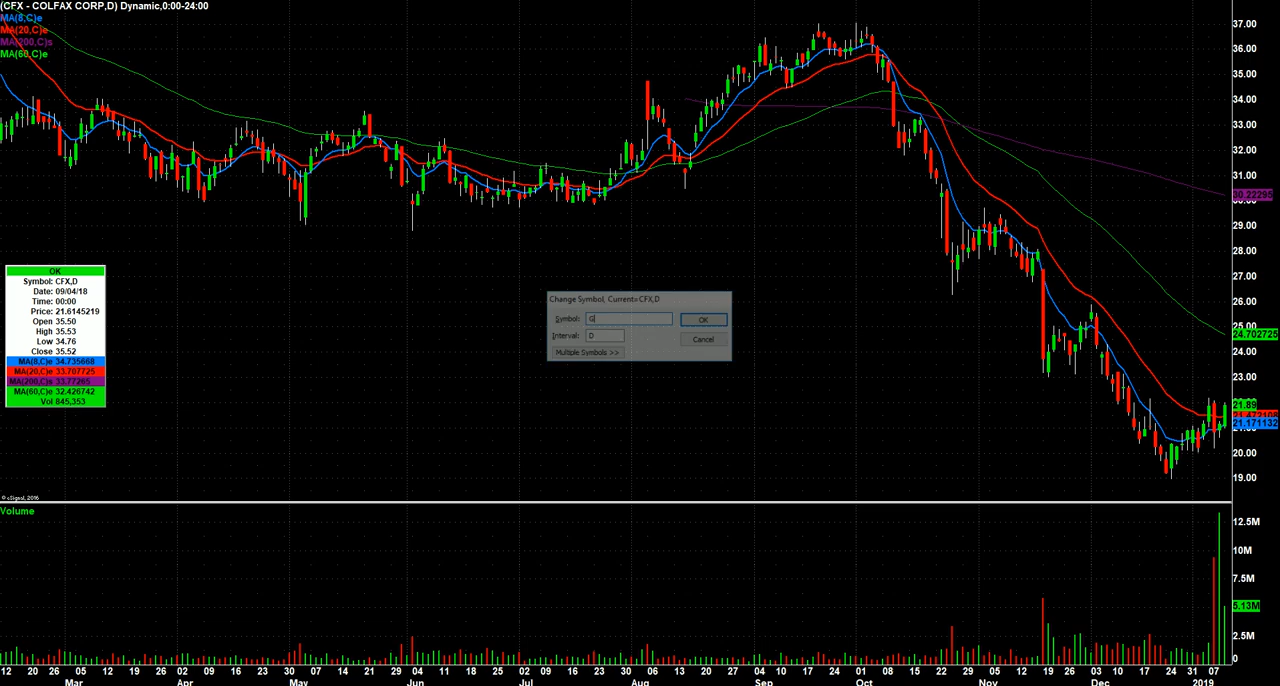 (CFX - COLFAX CORP,D) Dynamic,0:00-24:00
MA(8,C)e
MA(20,C)e
MA(200,C)s
MA(60,C)e
37.00
36.00
35.00
34.00
33.00
32.00
31.00
30.22295
30.00
29.00
28.00
27.00
26.00
25.00
24.702725
24.00
23.00
21.89
21.171132
20.00
19.00
OK
Symbol: CFX,D
Date: 09/04/18
Time: 00:00
Price: 21.6145219
Open 35.50
High 35.53
Low 34.76
Close 35.52
MA(8,C)e 34.735668
MA(20,C)e 33.707725
MA(200,C)s 33.77265
MA(60,C)e 32.420742
Vol 845,353
Change Symbol, Current=CFX,D
Symbol: G
OK
Interval: D
Cancel
Multiple Symbols >>
© eSignal, 2016
Volume
12.5M
10M
7.5M
5.13M
2.5M
0
12 20 26 05 12 19 26 02 09 16 23 30 07 14 21 29 04 11 18 25 02 09 16 23 30 06 13 20 27 04 10 17 24 01 08 15 22 29 05 12 19 26 03 10 17 24 31 07
Mar Apr May Jun Jul Aug Sep Oct Nov Dec 2019